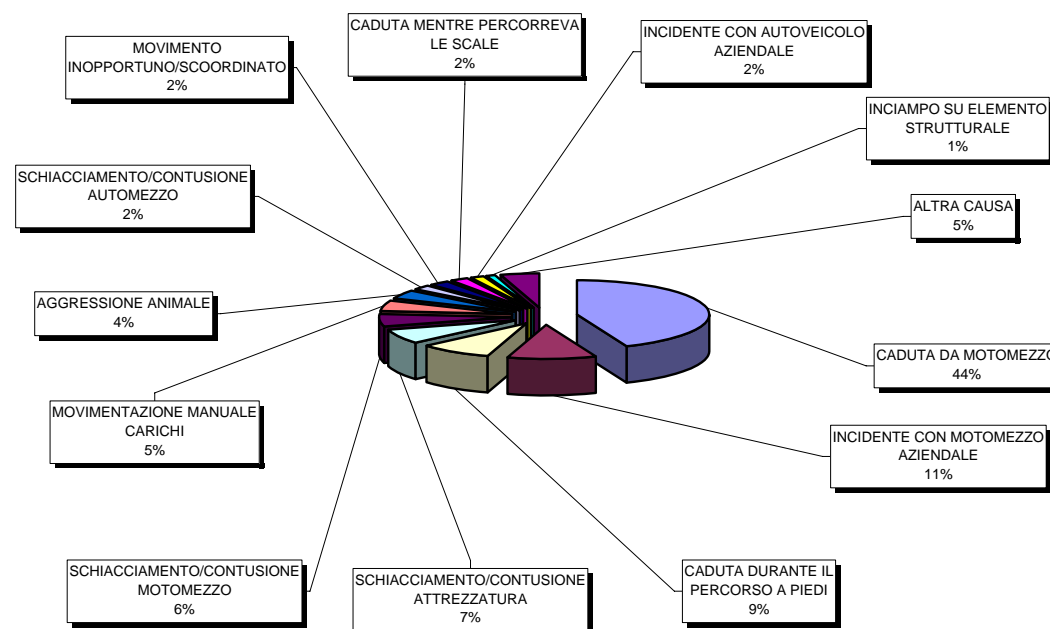 CADUTA MENTRE PERCORREVA
LE SCALE
2%
INCIDENTE CON AUTOVEICOLO
AZIENDALE
2%
MOVIMENTO
INOPPORTUNO/SCOORDINATO
2%
INCIAMPO SU ELEMENTO
STRUTTURALE
1%
SCHIACCIAMENTO/CONTUSIONE
AUTOMEZZO
2%
ALTRA CAUSA
5%
AGGRESSIONE ANIMALE
4%
CADUTA DA MOTOMEZZO
44%
MOVIMENTAZIONE MANUALE
CARICHI
5%
INCIDENTE CON MOTOMEZZO
AZIENDALE
11%
SCHIACCIAMENTO/CONTUSIONE
MOTOMEZZO
6%
SCHIACCIAMENTO/CONTUSIONE
ATTREZZATURA
7%
CADUTA DURANTE IL
PERCORSO A PIEDI
9%